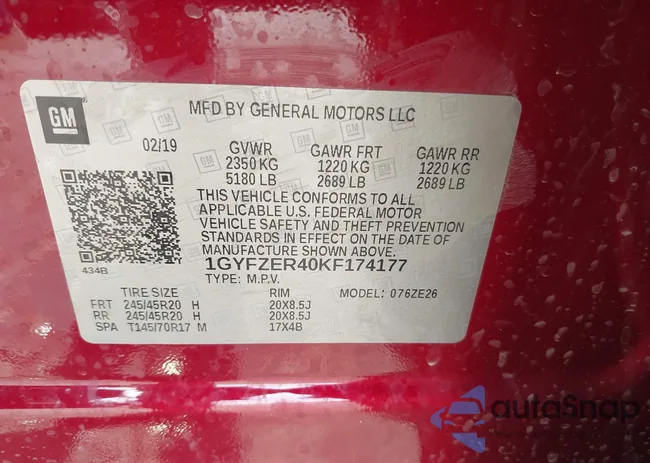 GM
MFD BY GENERAL MOTORS LLC
02/19 GVWR GAWR FRT GAWR RR
2350 KG 1220 KG 1220 KG
5180 LB 2689 LB 2689 LB
THIS VEHICLE CONFORMS TO ALL
APPLICABLE U.S. FEDERAL MOTOR
VEHICLE SAFETY AND THEFT PREVENTION
STANDARDS IN EFFECT ON THE DATE OF
MANUFACTURE SHOWN ABOVE.
434B 1GYFZER40KF174177
TYPE: M.P.V.
TIRE SIZE RIM MODEL: 076ZE26
FRT 245/45R20 H 20X8.5J
RR 245/45R20 H 20X8.5J
SPA T145/70R17 M 17X4B
autoSnap